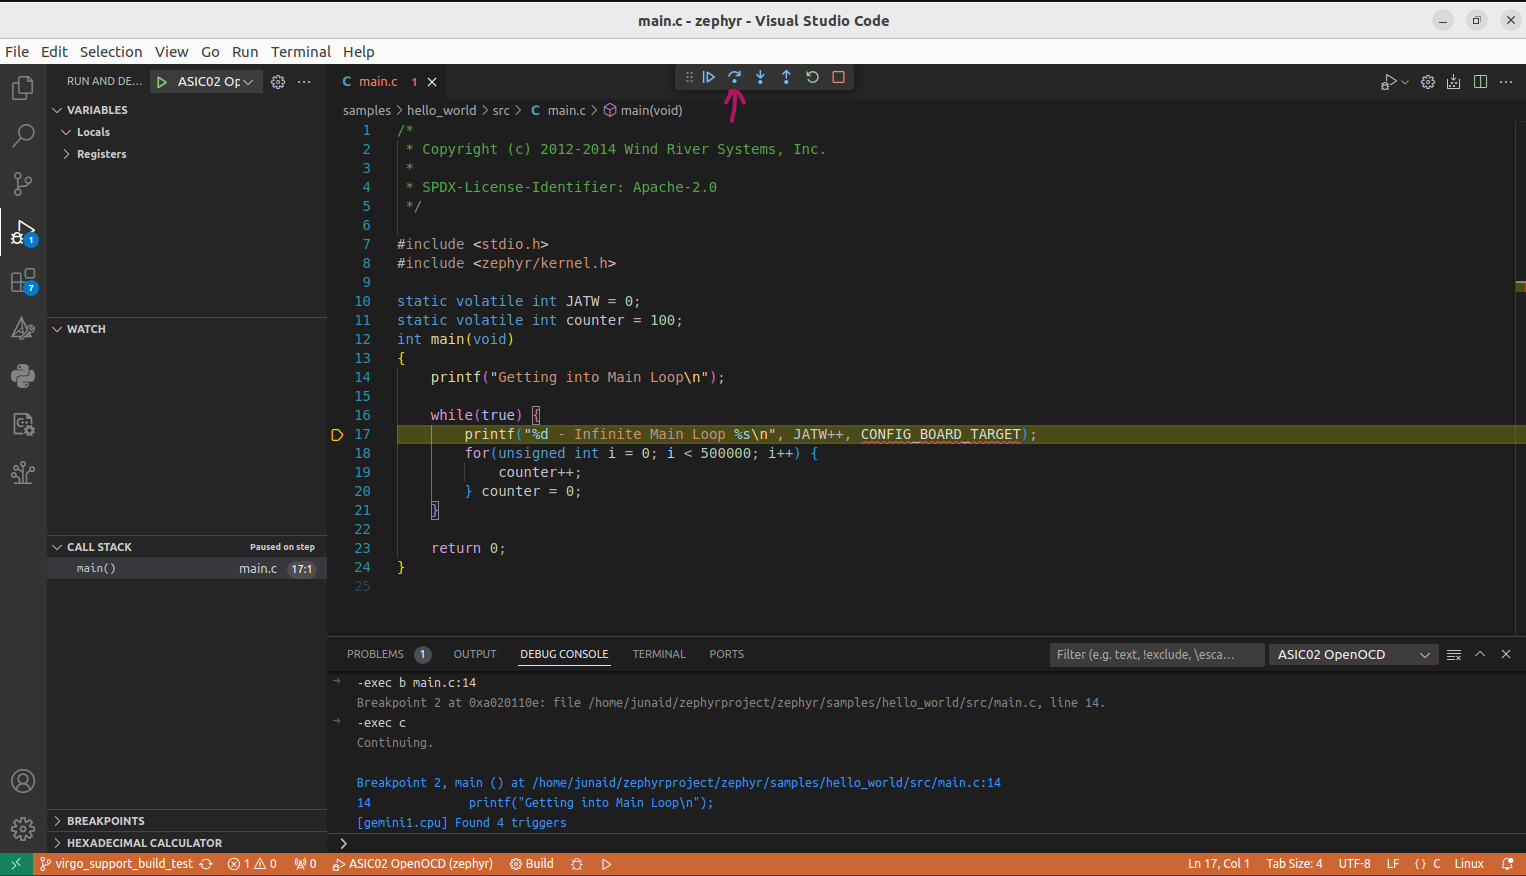 main.c - zephyr - Visual Studio Code
File Edit Selection View Go Run Terminal Help
RUN AND DE... ASIC02 Op
main.c 1
samples > hello_world > src > C main.c > main(void)
VARIABLES
Locals
Registers
WATCH
CALL STACK Paused on step
main() main.c 17:1
BREAKPOINTS
HEXADECIMAL CALCULATOR
1
7
1 /*
2 * Copyright (c) 2012-2014 Wind River Systems, Inc.
3 *
4 * SPDX-License-Identifier: Apache-2.0
5 */
6
7 #include <stdio.h>
8 #include <zephyr/kernel.h>
9
10 static volatile int JATW = 0;
11 static volatile int counter = 100;
12 int main(void)
13 {
14 printf("Getting into Main Loop\n");
15
16 while(true) {
17 printf("%d - Infinite Main Loop %s\n", JATW++, CONFIG_BOARD_TARGET);
18 for(unsigned int i = 0; i < 500000; i++) {
19 counter++;
20 } counter = 0;
21 }
22
23 return 0;
24 }
25
PROBLEMS 1 OUTPUT DEBUG CONSOLE TERMINAL PORTS
Filter (e.g. text, !exclude, \esca... ASIC02 OpenOCD
-exec b main.c:14
Breakpoint 2 at 0xa020110e: file /home/junaid/zephyrproject/zephyr/samples/hello_world/src/main.c, line 14.
-exec c
Continuing.
Breakpoint 2, main () at /home/junaid/zephyrproject/zephyr/samples/hello_world/src/main.c:14
14 printf("Getting into Main Loop\n");
[gemini1.cpu] Found 4 triggers
virgo_support_build_test 1 0 0 ASIC02 OpenOCD (zephyr) Build Ln 17, Col 1 Tab Size: 4 UTF-8 LF {} C Linux